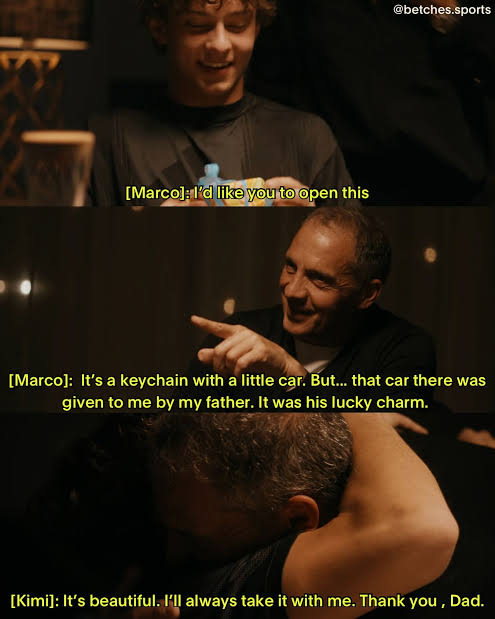 @betches.sports
[Marco]: I'd like you to open this
[Marco]: It's a keychain with a little car. But... that car there was
given to me by my father. It was his lucky charm.
[Kimi]: It's beautiful. I'll always take it with me. Thank you , Dad.